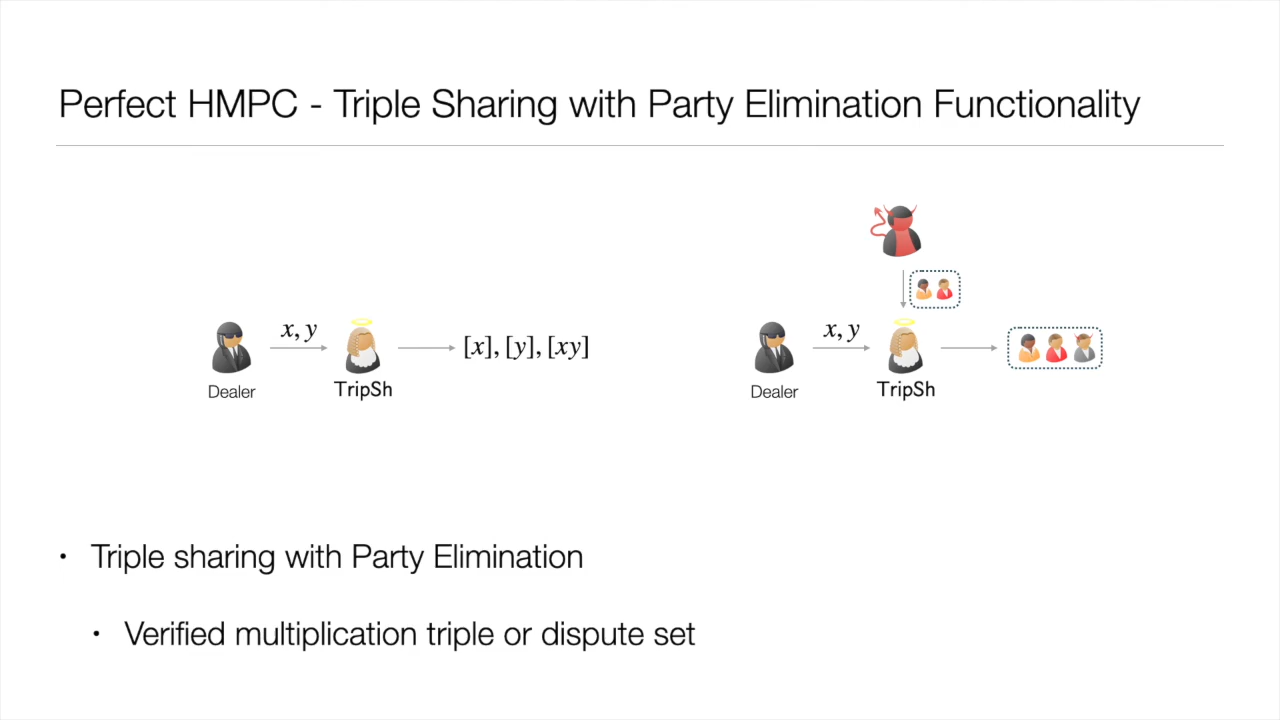 Perfect HMPC - Triple Sharing with Party Elimination Functionality
x, y
Dealer
TripSh
[x], [y], [xy]
x, y
Dealer
TripSh
• Triple sharing with Party Elimination
• Verified multiplication triple or dispute set